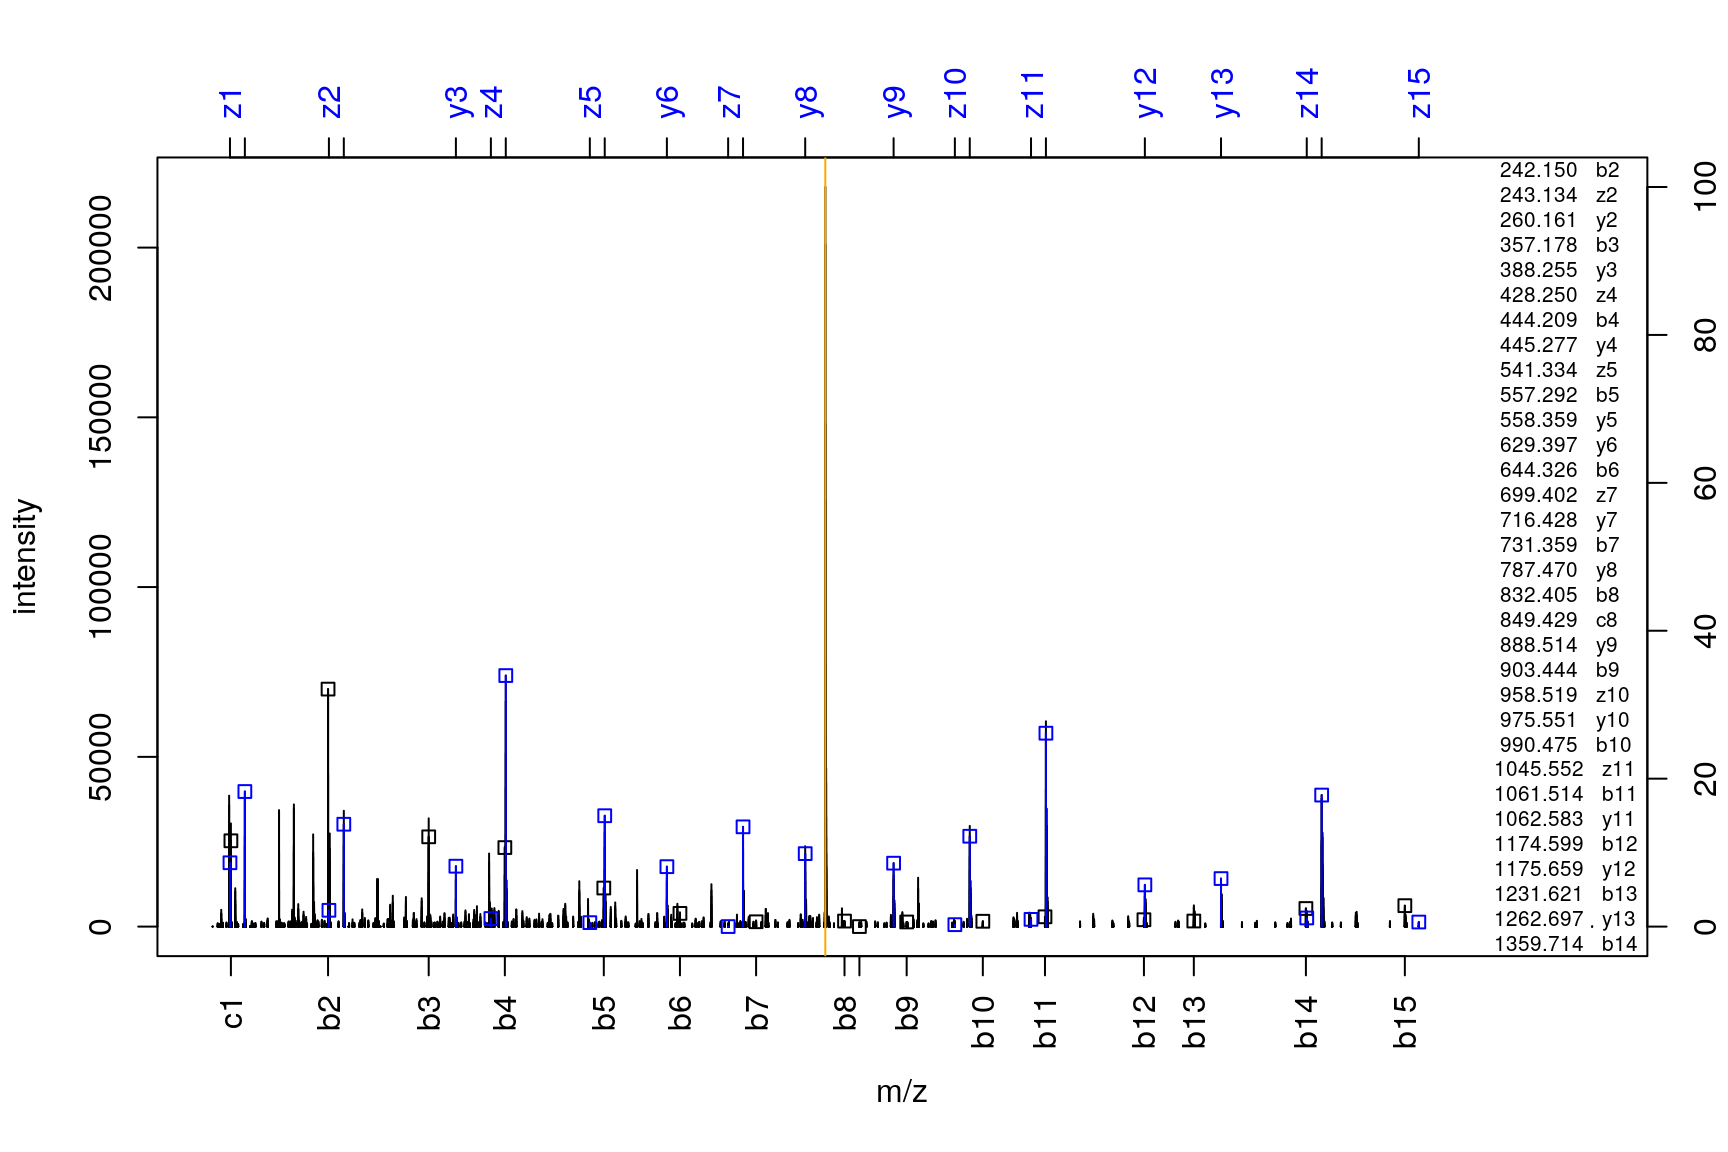 z1 z2 y3 z4 z5 y6 z7 y8 y9 z10 z11 y12 y13 z14 z15
242.150 b2
243.134 z2
260.161 y2
357.178 b3
388.255 y3
428.250 z4
444.209 b4
445.277 y4
541.334 z5
557.292 b5
558.359 y5
629.397 y6
644.326 b6
699.402 z7
716.428 y7
731.359 b7
787.470 y8
832.405 b8
849.429 c8
888.514 y9
903.444 b9
958.519 z10
975.551 y10
990.475 b10
1045.552 z11
1061.514 b11
1062.583 y11
1174.599 b12
1175.659 y12
1231.621 b13
1262.697 y13
1359.714 b14
intensity
200000
150000
100000
50000
0
100
80
60
40
20
0
c1 b2 b3 b4 b5 b6 b7 b8 b9 b10 b11 b12 b13 b14 b15
m/z